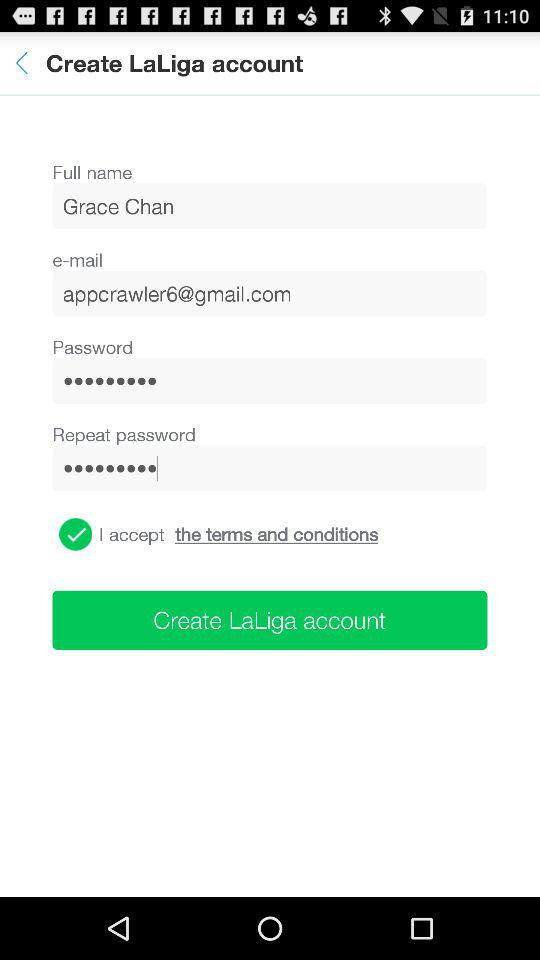 11:10
Create LaLiga account
Full name
Grace Chan
e-mail
appcrawler6@gmail.com
Password
•••••••••
Repeat password
•••••••••
I accept the terms and conditions
Create LaLiga account